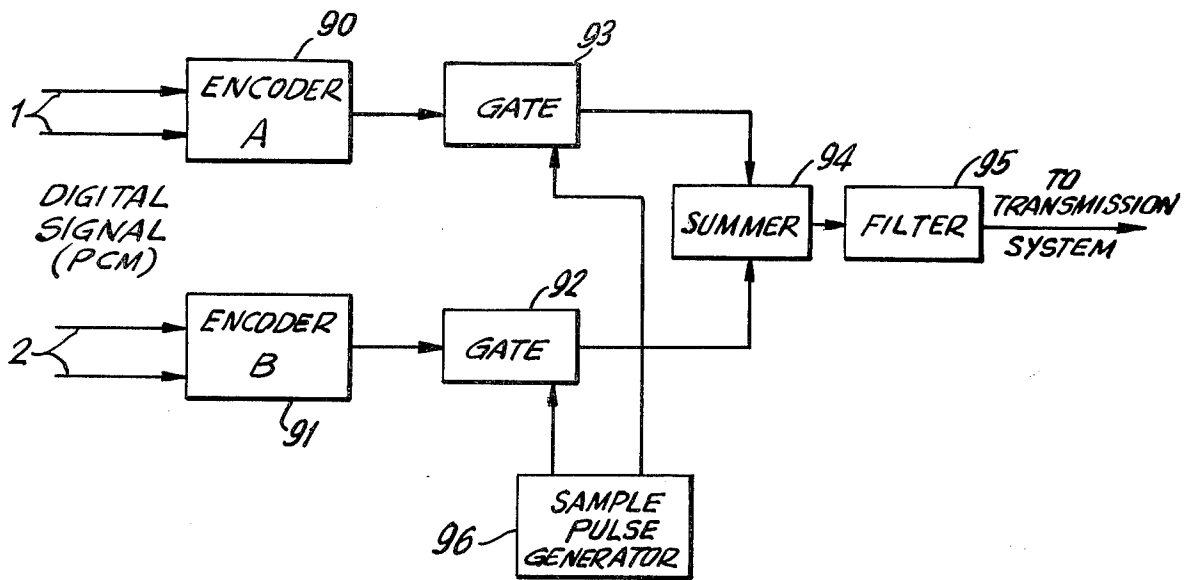 90
ENCODER
A
93
GATE
1
DIGITAL
SIGNAL
(PCM)
94
SUMMER
95
FILTER
TO
TRANSMISSION
SYSTEM
2
ENCODER
B
91
92
GATE
96
SAMPLE
PULSE
GENERATOR